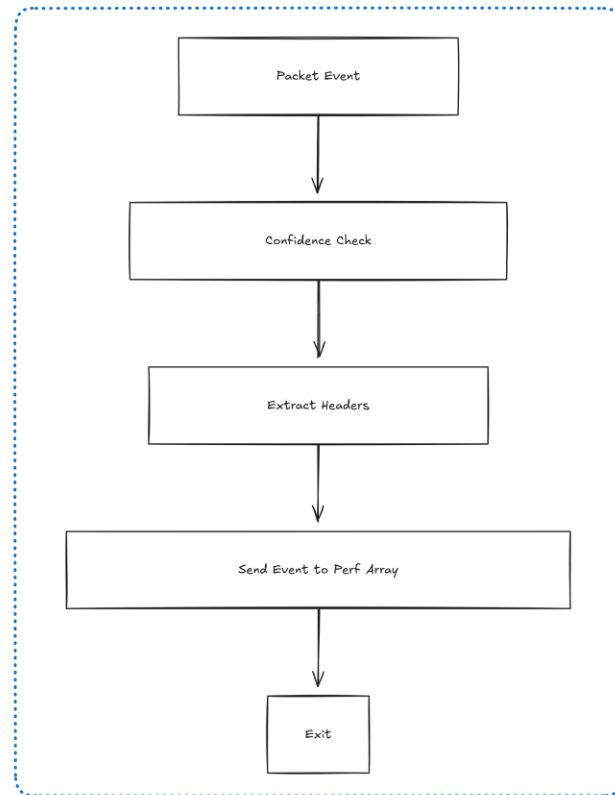 Packet Event
Confidence Check
Extract Headers
Send Event to Perf Array
Exit